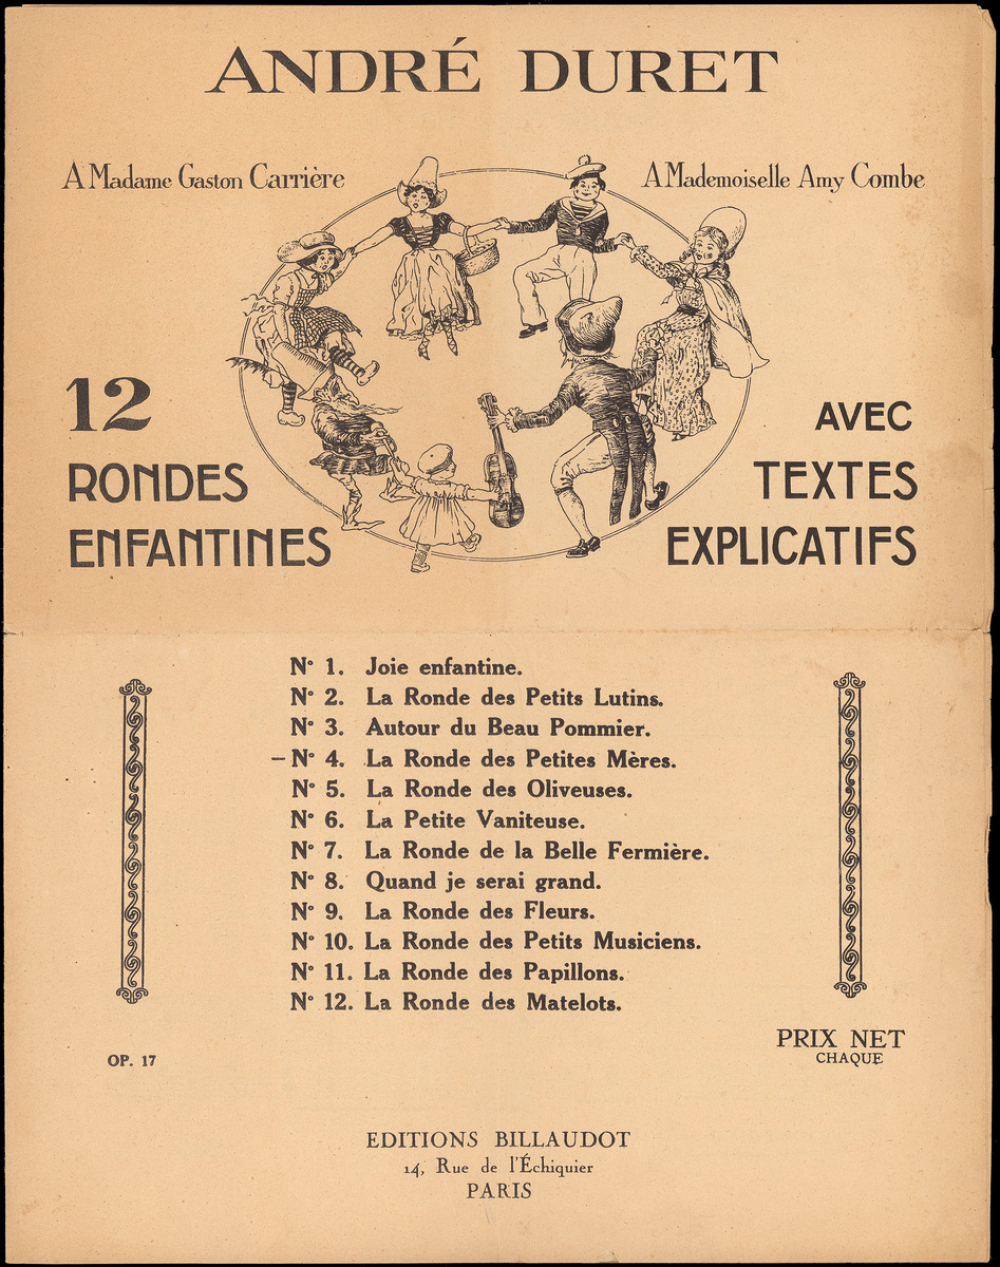 ANDRÉ DURET
A Madame Gaston Carrière
A Mademoiselle Amy Combe
12
RONDES
ENFANTINES
AVEC
TEXTES
EXPLICATIFS
N° 1. Joie enfantine.
N° 2. La Ronde des Petits Lutins.
N° 3. Autour du Beau Pommier.
– N° 4. La Ronde des Petites Mères.
N° 5. La Ronde des Oliveuses.
N° 6. La Petite Vaniteuse.
N° 7. La Ronde de la Belle Fermière.
N° 8. Quand je serai grand.
N° 9. La Ronde des Fleurs.
N° 10. La Ronde des Petits Musiciens.
N° 11. La Ronde des Papillons.
N° 12. La Ronde des Matelots.
OP. 17
PRIX NET
CHAQUE
EDITIONS BILLAUDOT
14, Rue de l'Échiquier
PARIS